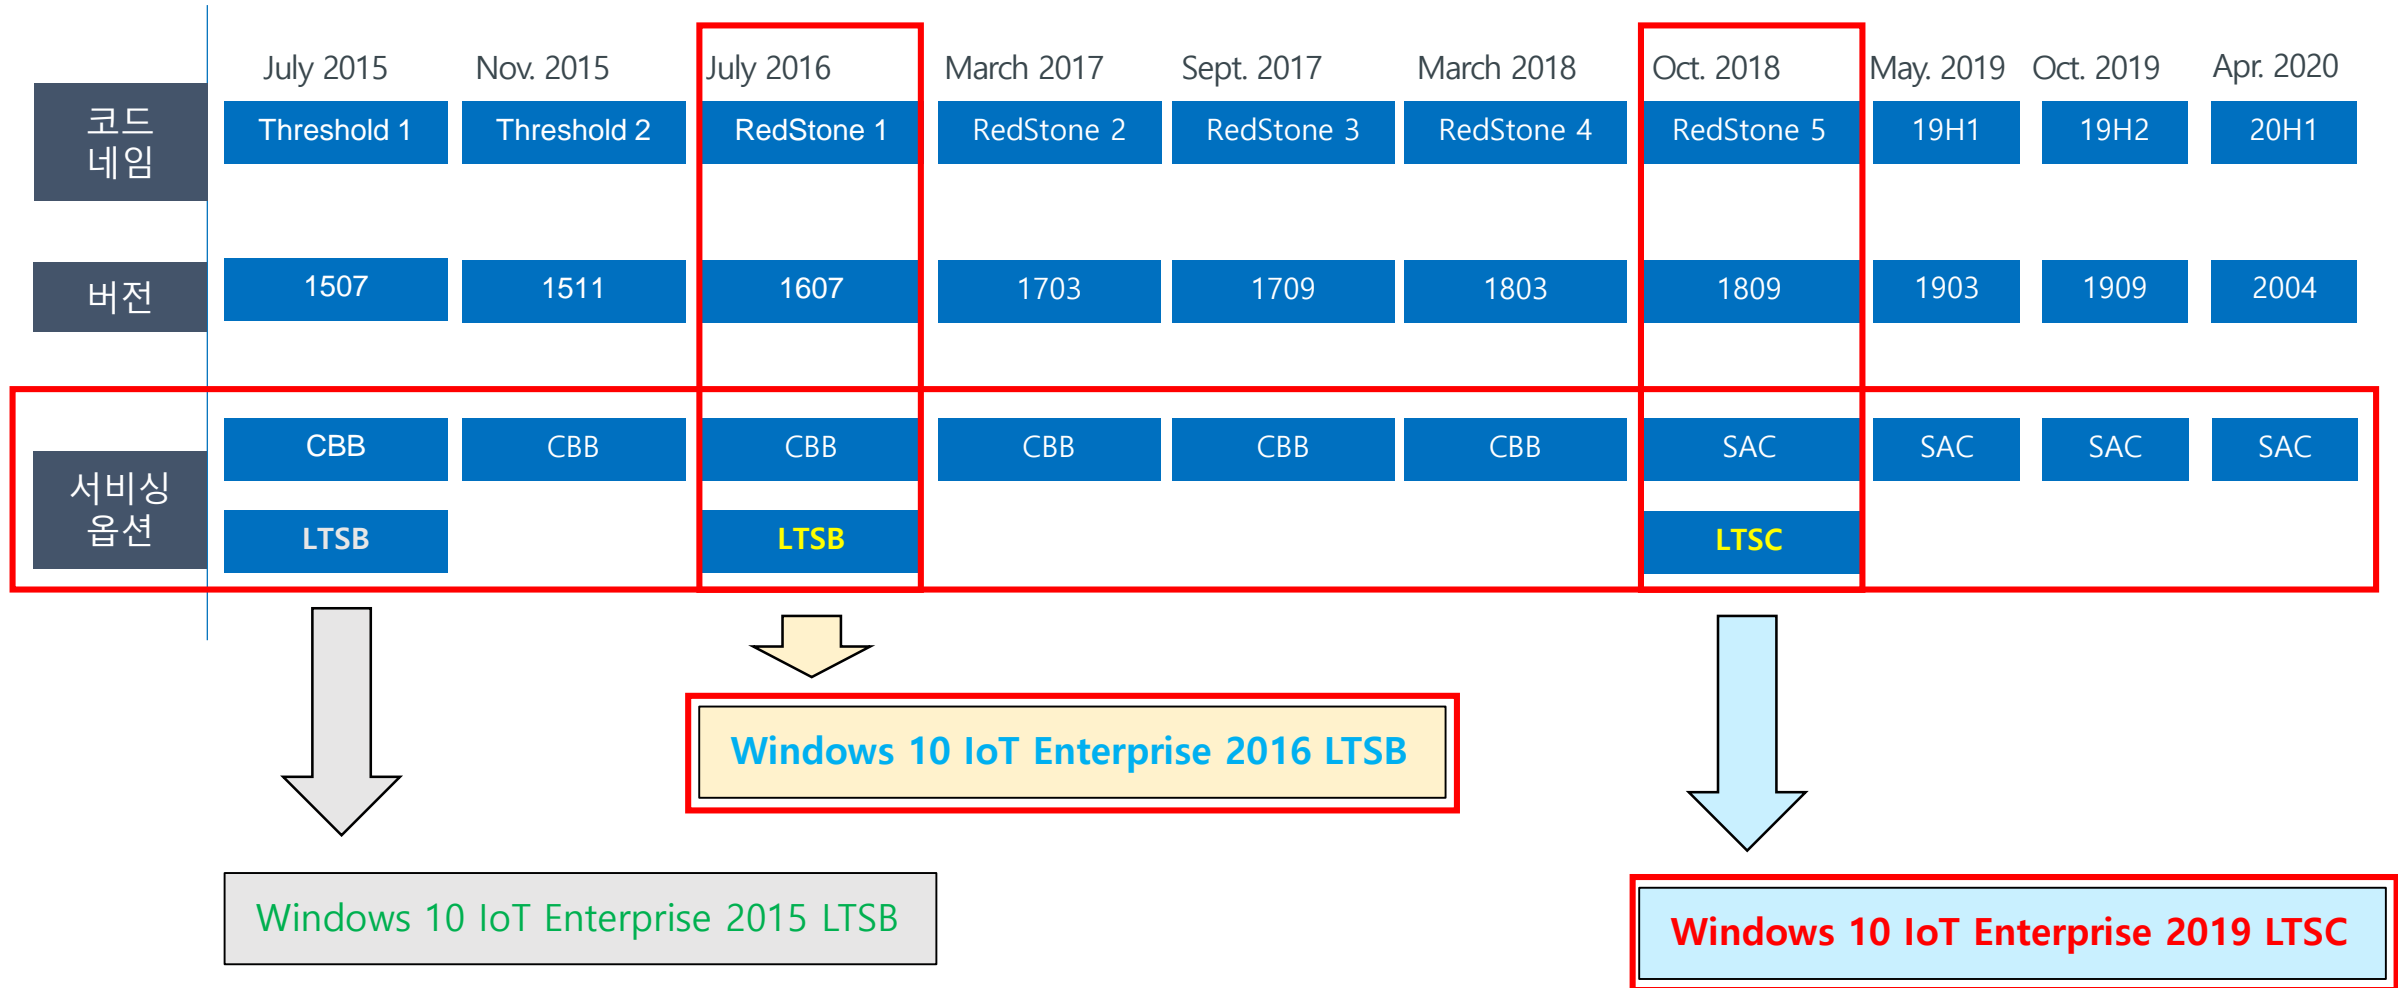 July 2015 Nov. 2015 July 2016 March 2017 Sept. 2017 March 2018 Oct. 2018 May. 2019 Oct. 2019 Apr. 2020
코드
네임
Threshold 1 Threshold 2 RedStone 1 RedStone 2 RedStone 3 RedStone 4 RedStone 5 19H1 19H2 20H1
버전
1507 1511 1607 1703 1709 1803 1809 1903 1909 2004
서비싱
옵션
CBB CBB CBB CBB CBB CBB SAC SAC SAC SAC
LTSB LTSB LTSC
Windows 10 IoT Enterprise 2016 LTSB
Windows 10 IoT Enterprise 2015 LTSB
Windows 10 IoT Enterprise 2019 LTSC